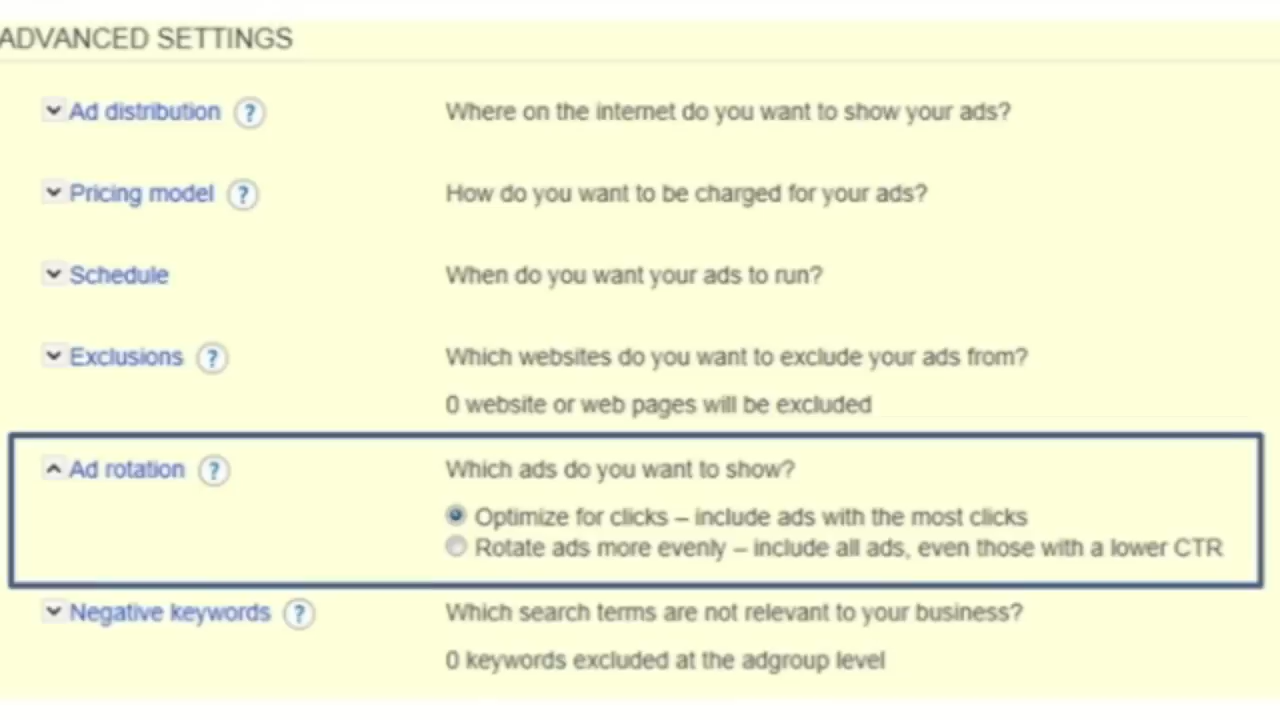 ADVANCED SETTINGS
Ad distribution ? Where on the internet do you want to show your ads?
Pricing model ? How do you want to be charged for your ads?
Schedule When do you want your ads to run?
Exclusions ? Which websites do you want to exclude your ads from?
0 website or web pages will be excluded
Ad rotation ? Which ads do you want to show?
Optimize for clicks – include ads with the most clicks
Rotate ads more evenly – include all ads, even those with a lower CTR
Negative keywords ? Which search terms are not relevant to your business?
0 keywords excluded at the adgroup level